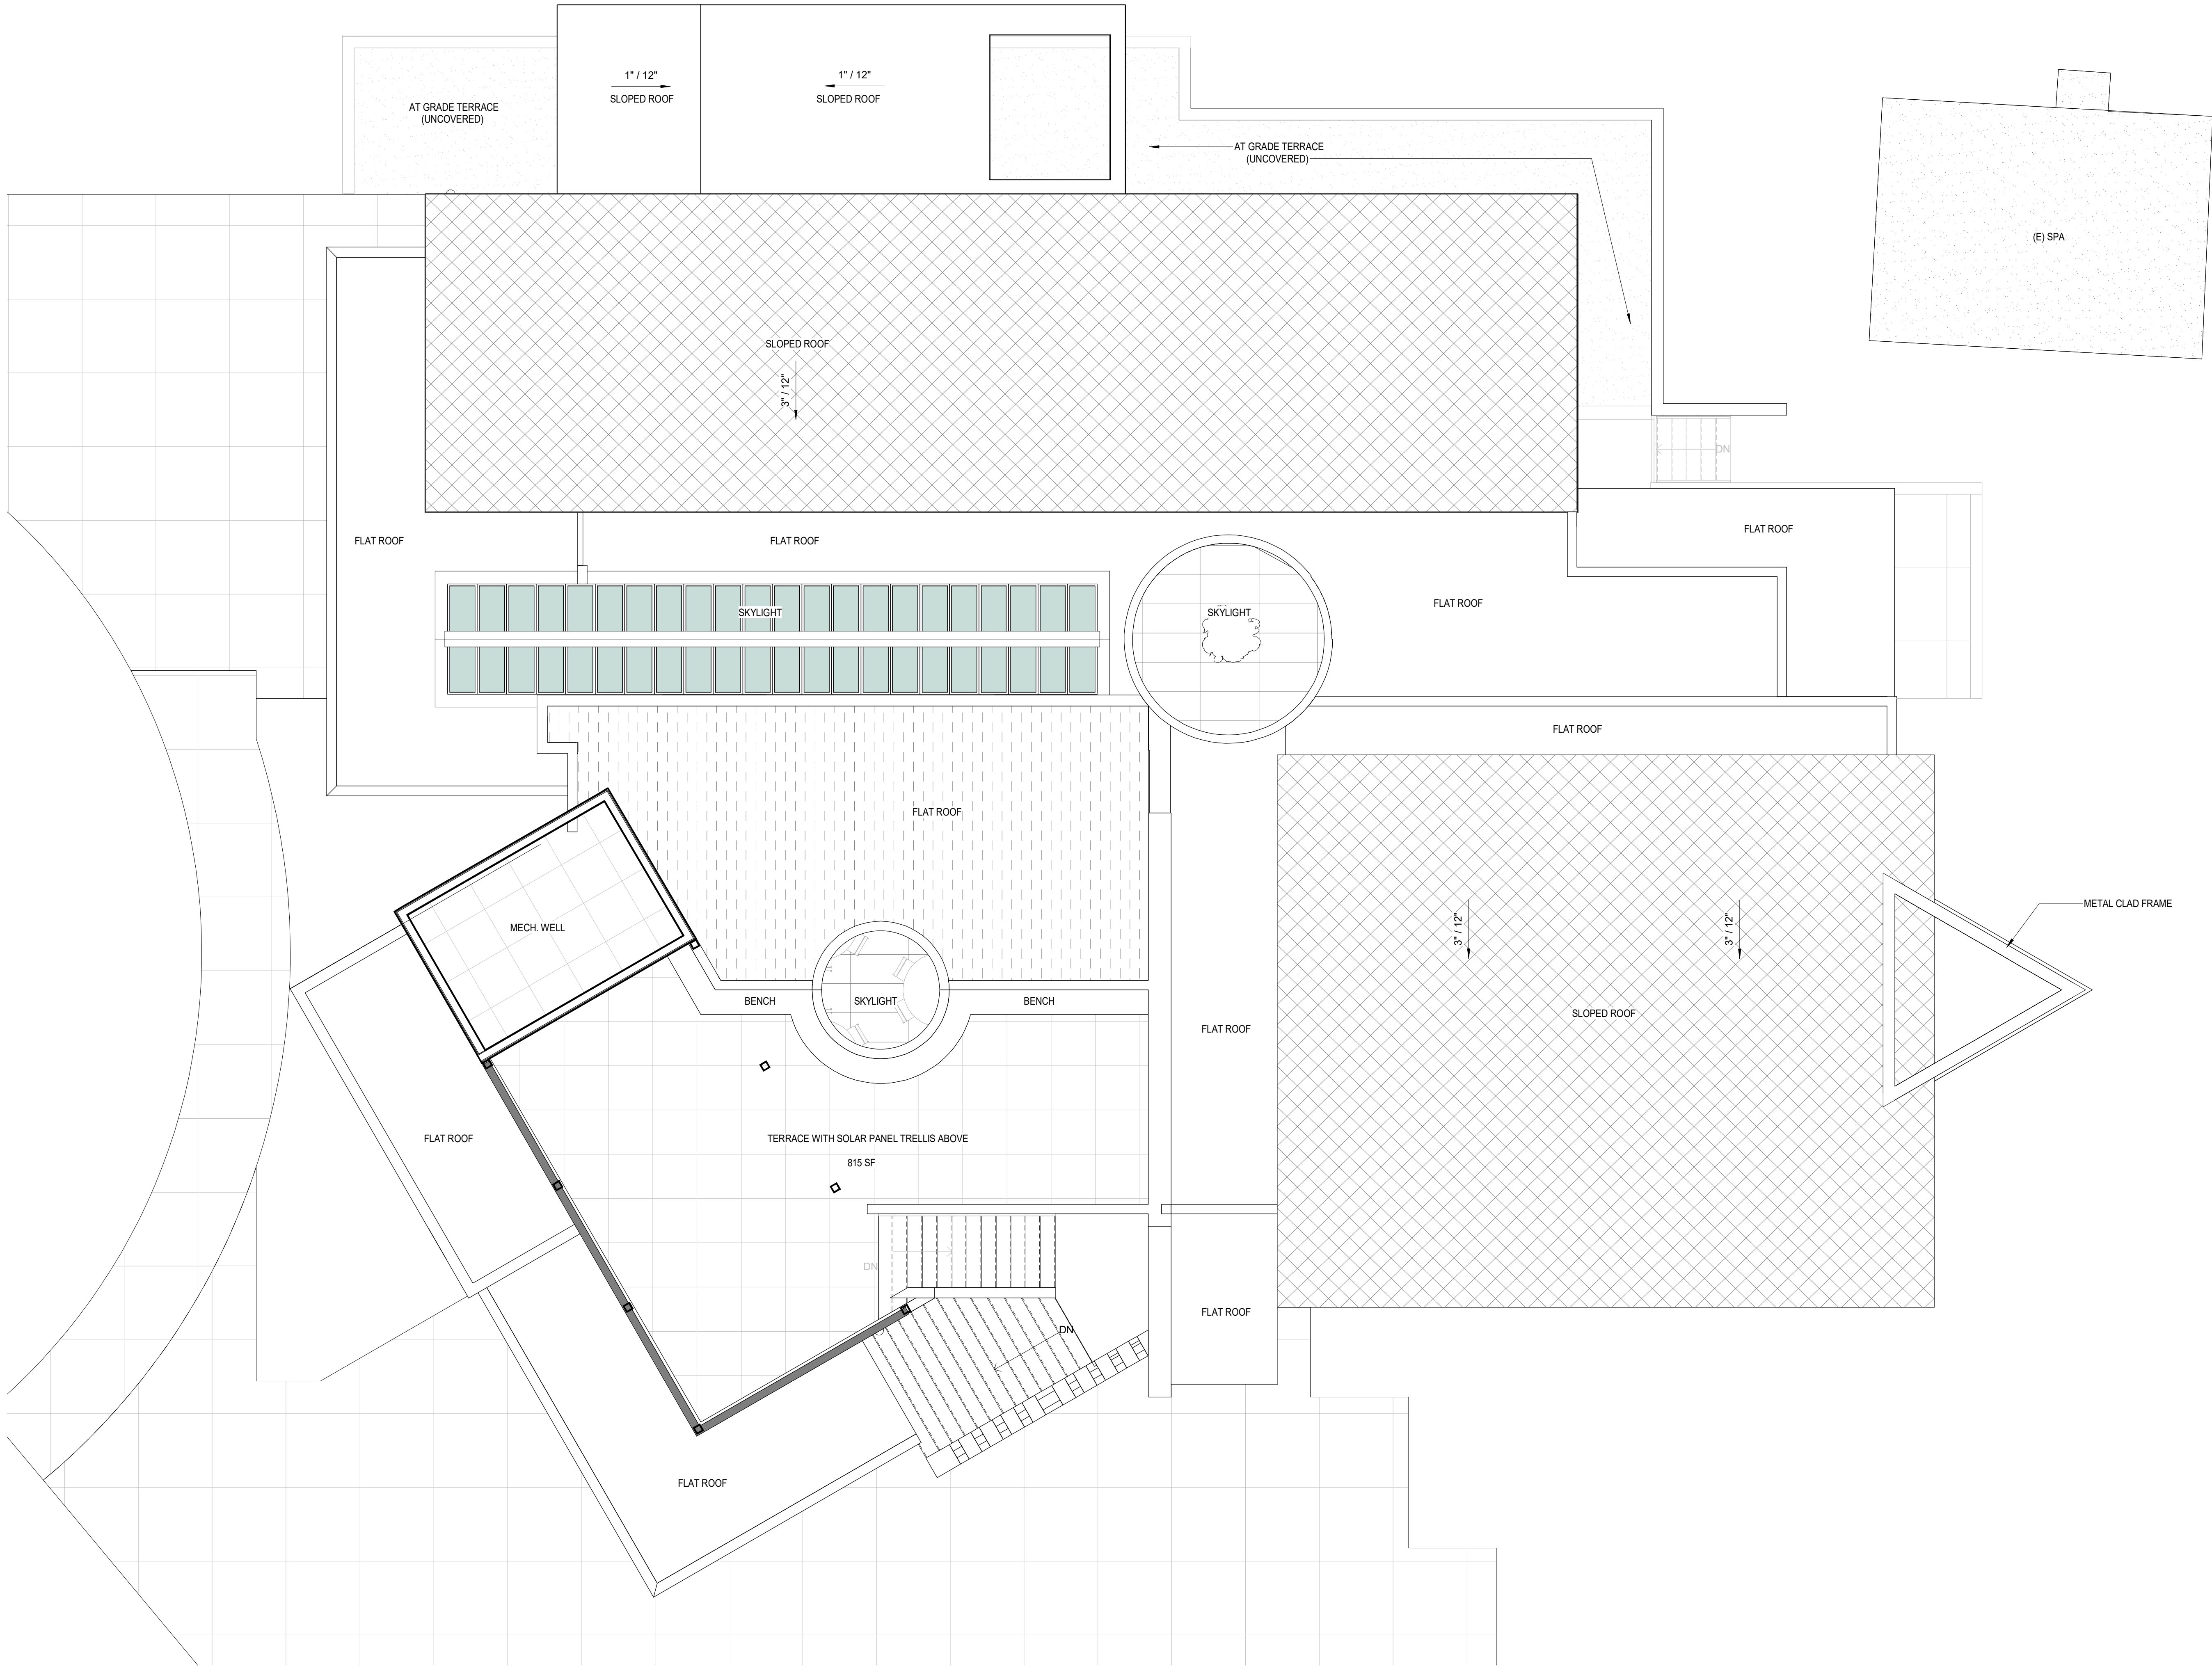 1" / 12"
SLOPED ROOF
1" / 12"
SLOPED ROOF
AT GRADE TERRACE
(UNCOVERED)
AT GRADE TERRACE
(UNCOVERED)
(E) SPA
SLOPED ROOF
3" / 12"
DN
FLAT ROOF
FLAT ROOF
FLAT ROOF
SKYLIGHT
SKYLIGHT
FLAT ROOF
FLAT ROOF
FLAT ROOF
METAL CLAD FRAME
3" / 12"
3" / 12"
MECH. WELL
BENCH
SKYLIGHT
BENCH
SLOPED ROOF
FLAT ROOF
FLAT ROOF
TERRACE WITH SOLAR PANEL TRELLIS ABOVE
815 SF
DN
FLAT ROOF
DN
FLAT ROOF